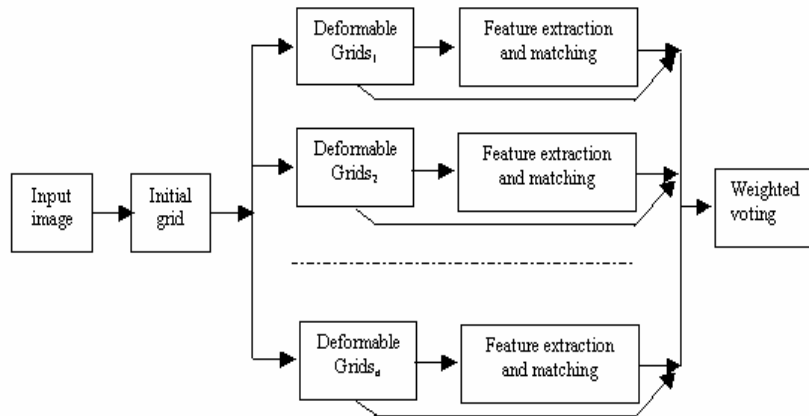 Input
image
Initial
grid
Deformable
Grids₁
Feature extraction
and matching
Deformable
Grids₂
Feature extraction
and matching
Deformable
Gridsₙ
Feature extraction
and matching
Weighted
voting